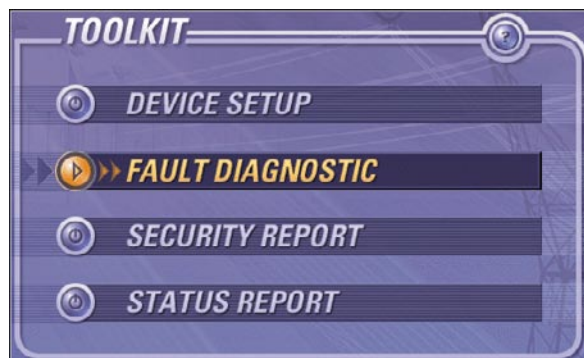 TOOLKIT
?
DEVICE SETUP
FAULT DIAGNOSTIC
SECURITY REPORT
STATUS REPORT